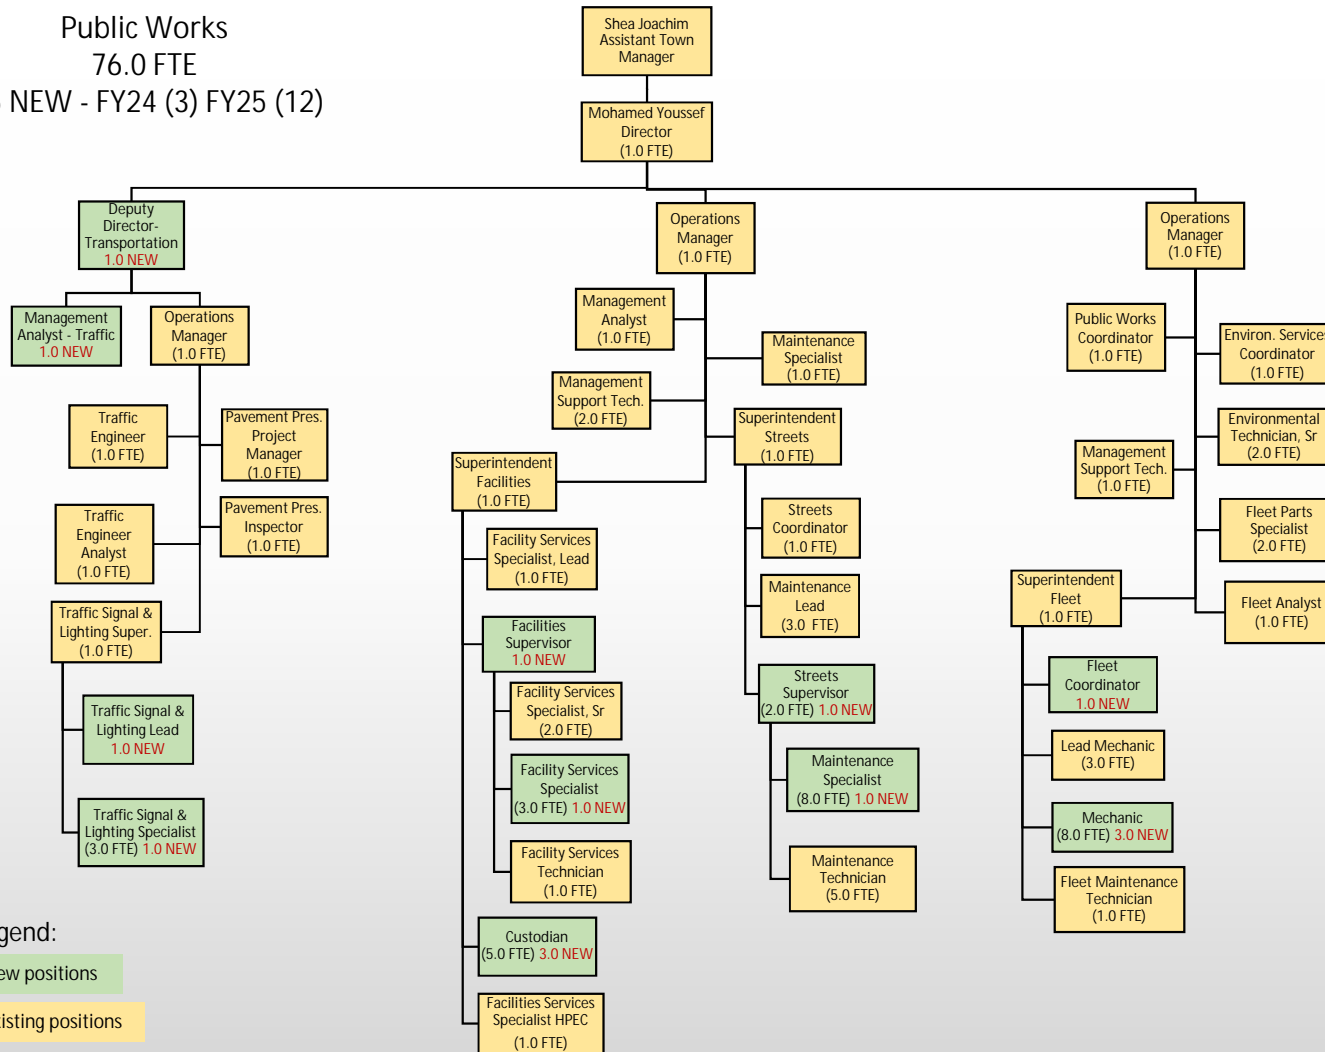 Public Works
76.0 FTE
NEW - FY24 (3) FY25 (12)
Shea Joachim
Assistant Town
Manager
Mohamed Youssef
Director
(1.0 FTE)
Deputy
Director-
Transportation
1.0 NEW
Management
Analyst - Traffic
1.0 NEW
Operations
Manager
(1.0 FTE)
Traffic
Engineer
(1.0 FTE)
Pavement Pres.
Project
Manager
(1.0 FTE)
Traffic
Engineer
Analyst
(1.0 FTE)
Pavement Pres.
Inspector
(1.0 FTE)
Traffic Signal &
Lighting Super.
(1.0 FTE)
Traffic Signal &
Lighting Lead
1.0 NEW
Traffic Signal &
Lighting Specialist
(3.0 FTE) 1.0 NEW
Operations
Manager
(1.0 FTE)
Management
Analyst
(1.0 FTE)
Maintenance
Specialist
(1.0 FTE)
Management
Support Tech.
(2.0 FTE)
Superintendent
Streets
(1.0 FTE)
Superintendent
Facilities
(1.0 FTE)
Facility Services
Specialist, Lead
(1.0 FTE)
Facilities
Supervisor
1.0 NEW
Facility Services
Specialist, Sr
(2.0 FTE)
Facility Services
Specialist
(3.0 FTE) 1.0 NEW
Facility Services
Technician
(1.0 FTE)
Custodian
(5.0 FTE) 3.0 NEW
Facilities Services
Specialist HPEC
(1.0 FTE)
Streets
Coordinator
(1.0 FTE)
Maintenance
Lead
(3.0 FTE)
Streets
Supervisor
(2.0 FTE) 1.0 NEW
Maintenance
Specialist
(8.0 FTE) 1.0 NEW
Maintenance
Technician
(5.0 FTE)
Operations
Manager
(1.0 FTE)
Public Works
Coordinator
(1.0 FTE)
Environ. Services
Coordinator
(1.0 FTE)
Environmental
Technician, Sr
(2.0 FTE)
Management
Support Tech.
(1.0 FTE)
Fleet Parts
Specialist
(2.0 FTE)
Superintendent
Fleet
(1.0 FTE)
Fleet Analyst
(1.0 FTE)
Fleet
Coordinator
1.0 NEW
Lead Mechanic
(3.0 FTE)
Mechanic
(8.0 FTE) 3.0 NEW
Fleet Maintenance
Technician
(1.0 FTE)
gend:
ew positions
isting positions